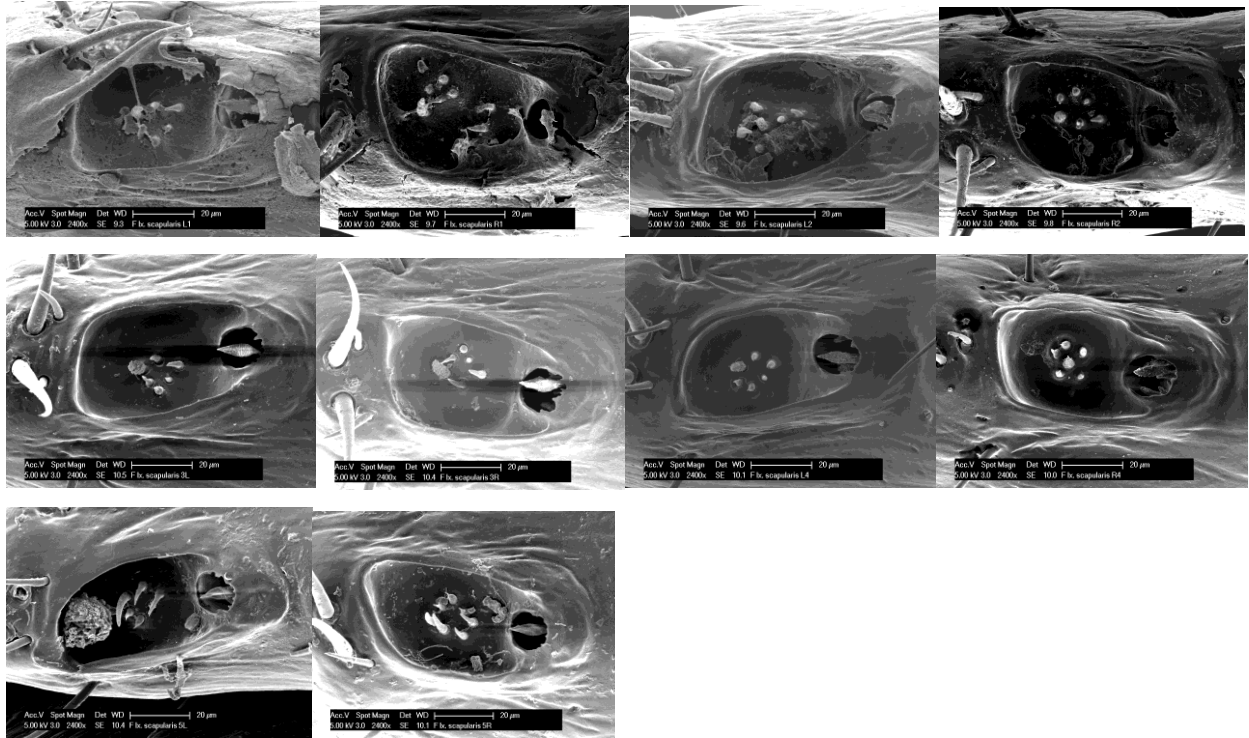 Acc.V Spot Magn Det WD 20 µm
5.00 kV 3.0 2400x SE 9.3 F Ix. scapularis L1
Acc.V Spot Magn Det WD 20 µm
5.00 kV 3.0 2400x SE 9.7 F Ix. scapularis R1
Acc.V Spot Magn Det WD 20 µm
5.00 kV 3.0 2400x SE 9.6 F Ix. scapularis L2
Acc.V Spot Magn Det WD 20 µm
5.00 kV 3.0 2400x SE 9.8 F Ix. scapularis R2
Acc.V Spot Magn Det WD 20 µm
5.00 kV 3.0 2400x SE 10.5 F Ix. scapularis 3L
Acc.V Spot Magn Det WD 20 µm
5.00 kV 3.0 2400x SE 10.4 F Ix. scapularis 3R
Acc.V Spot Magn Det WD 20 µm
5.00 kV 3.0 2400x SE 10.1 F Ix. scapularis L4
Acc.V Spot Magn Det WD 20 µm
5.00 kV 3.0 2400x SE 10.0 F Ix. scapularis R4
Acc.V Spot Magn Det WD 20 µm
5.00 kV 3.0 2400x SE 10.4 F Ix. scapularis 5L
Acc.V Spot Magn Det WD 20 µm
5.00 kV 3.0 2400x SE 10.1 F Ix. scapularis 5R